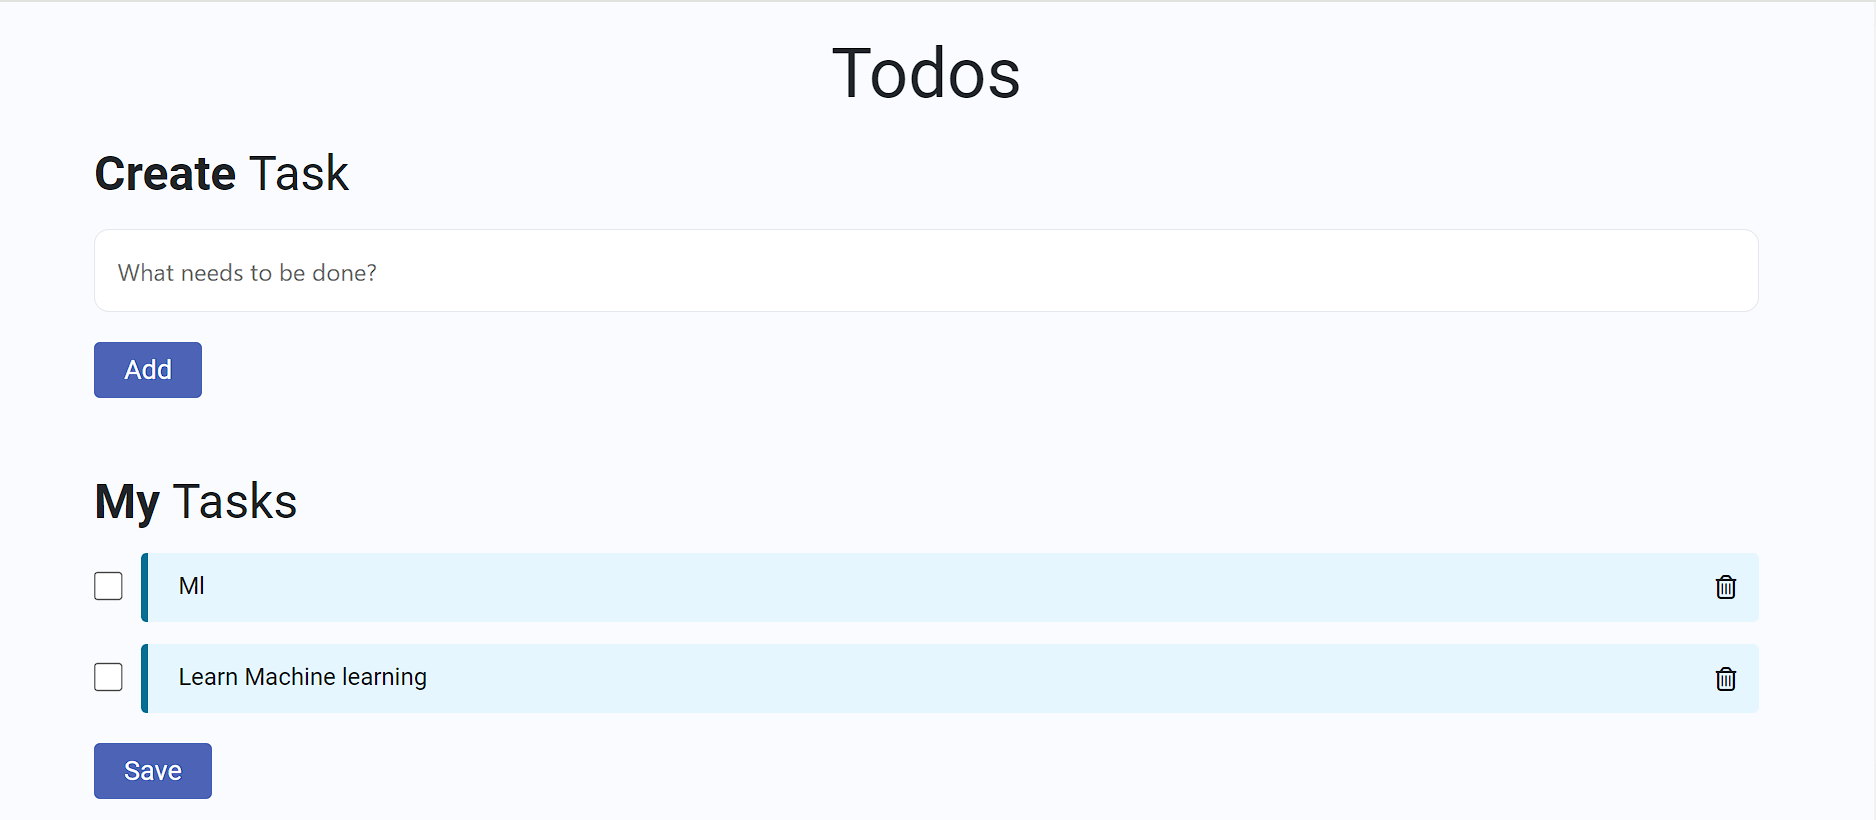 Todos
Create Task
What needs to be done?
Add
My Tasks
Ml
Learn Machine learning
Save